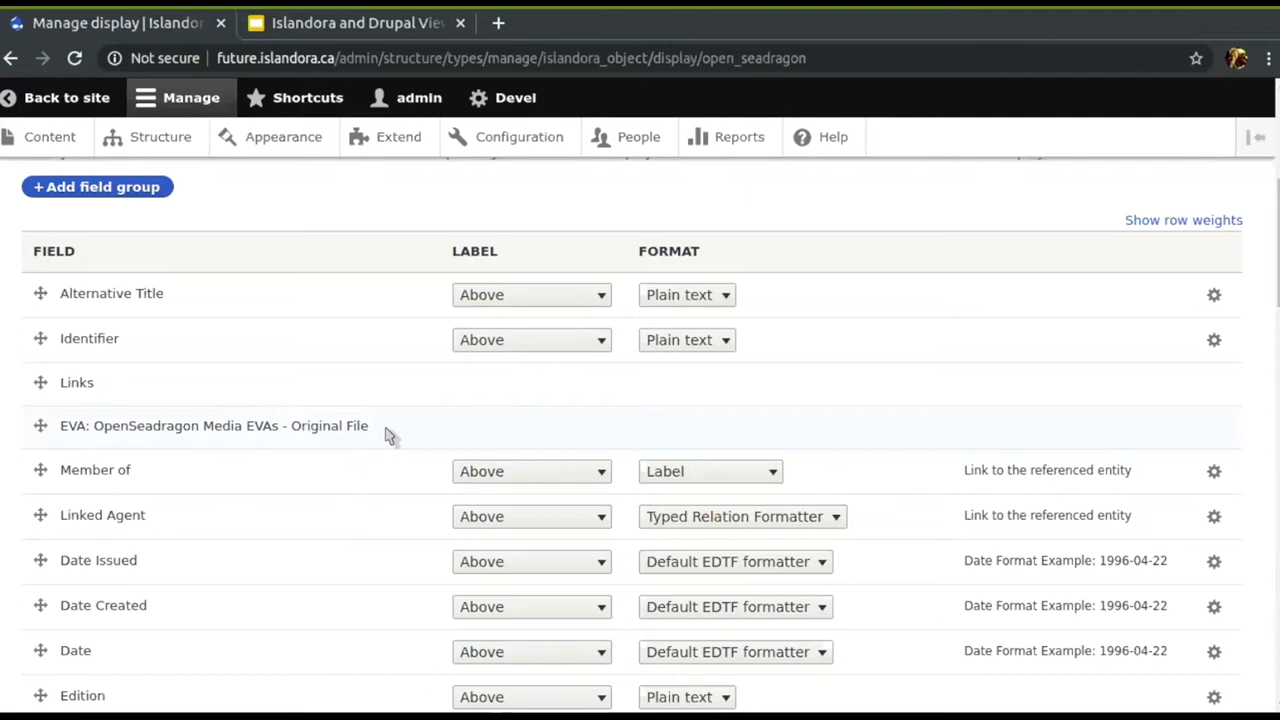 Manage display | Islandor
Islandora and Drupal Vie
Not secure
future.islandora.ca/admin/structure/types/manage/islandora_object/display/open_seadragon
Back to site
Manage
Shortcuts
admin
Devel
Content
Structure
Appearance
Extend
Configuration
People
Reports
Help
+Add field group
Show row weights
FIELD LABEL FORMAT
Alternative Title Above Plain text
Identifier Above Plain text
Links
EVA: OpenSeadragon Media EVAs - Original File
Member of Above Label Link to the referenced entity
Linked Agent Above Typed Relation Formatter Link to the referenced entity
Date Issued Above Default EDTF formatter Date Format Example: 1996-04-22
Date Created Above Default EDTF formatter Date Format Example: 1996-04-22
Date Above Default EDTF formatter Date Format Example: 1996-04-22
Edition Above Plain text